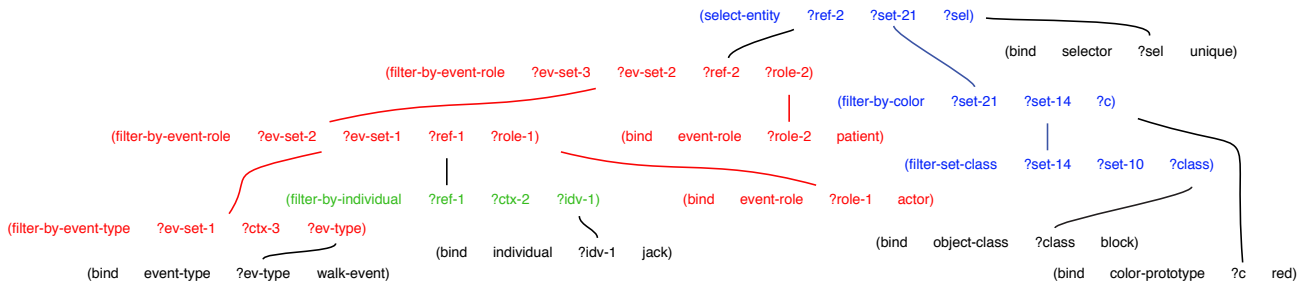 (select-entity ?ref-2 ?set-21 ?sel)
(bind selector ?sel unique)
(filter-by-event-role ?ev-set-3 ?ev-set-2 ?ref-2 ?role-2)
(filter-by-color ?set-21 ?set-14 ?c)
(filter-by-event-role ?ev-set-2 ?ev-set-1 ?ref-1 ?role-1)
(bind event-role ?role-2 patient)
(filter-set-class ?set-14 ?set-10 ?class)
(filter-by-individual ?ref-1 ?ctx-2 ?idv-1)
(bind event-role ?role-1 actor)
(filter-by-event-type ?ev-set-1 ?ctx-3 ?ev-type)
(bind object-class ?class block)
(bind individual ?idv-1 jack)
(bind event-type ?ev-type walk-event)
(bind color-prototype ?c red)